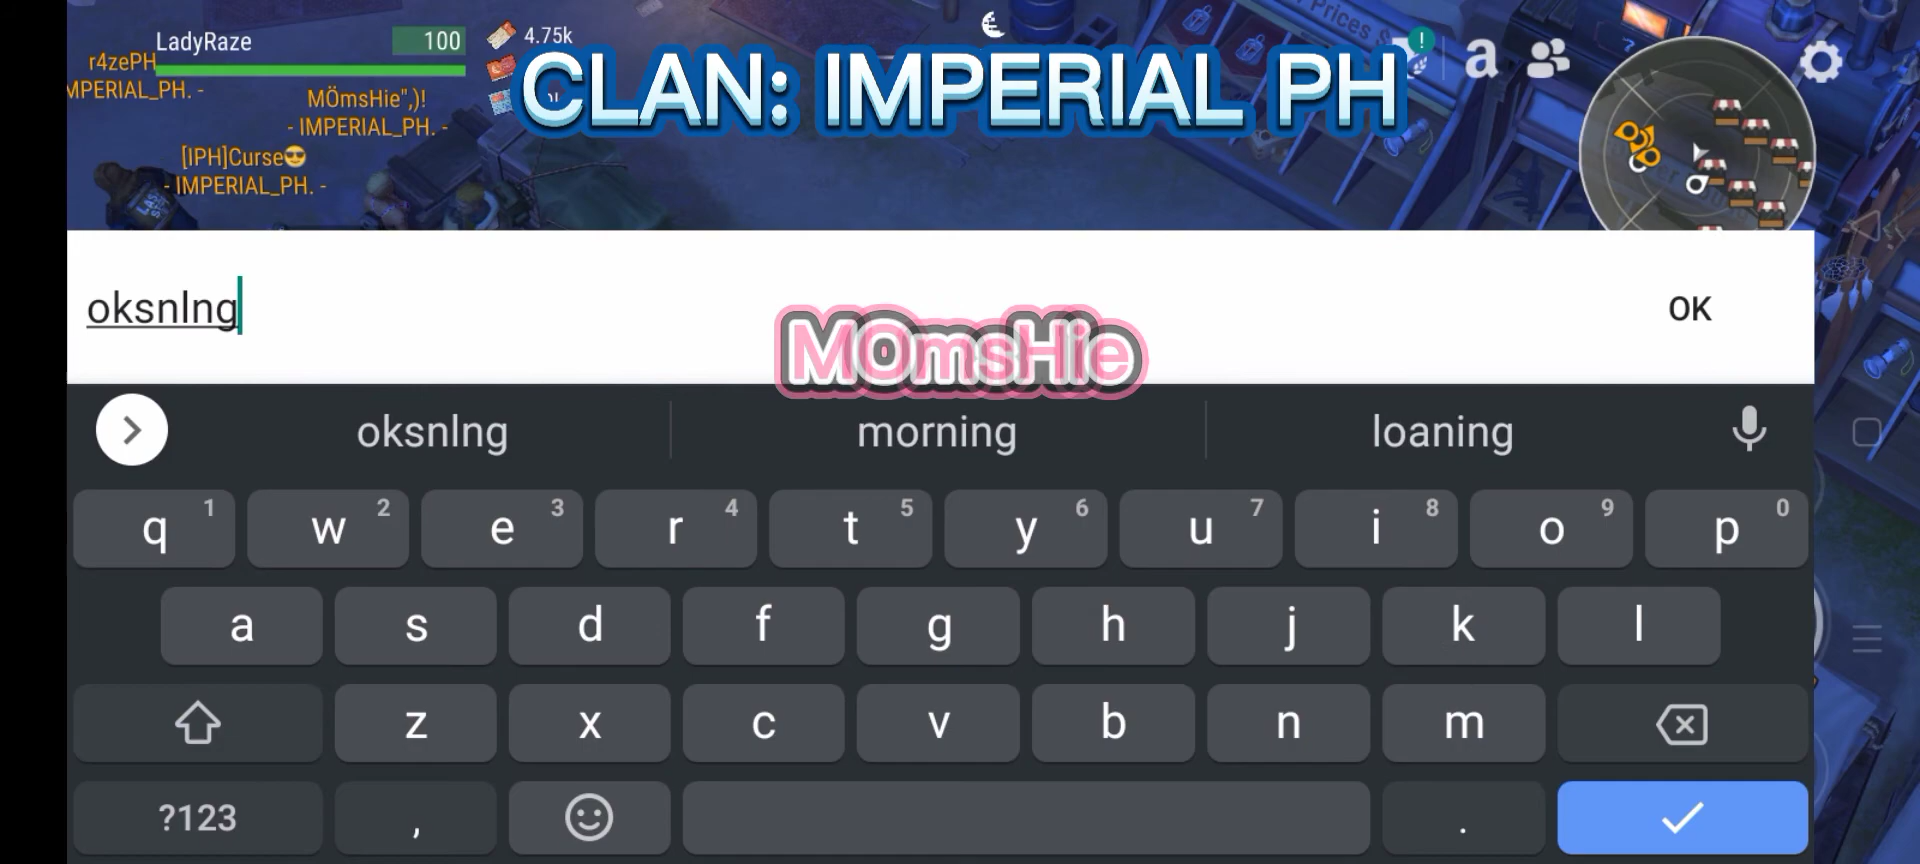 LadyRaze 100
4.75k
r4zePH
MPERIAL_PH. -
MÖmsHie",)!
- IMPERIAL_PH. -
[IPH]Curse😎
- IMPERIAL_PH. -
CLAN: IMPERIAL PH
Prices
a
!
oksnlng
OK
MOmsHie
oksnlng morning loaning
q 1 w 2 e 3 r 4 t 5 y 6 u 7 i 8 o 9 p 0
a s d f g h j k l
z x c v b n m
?123 , .